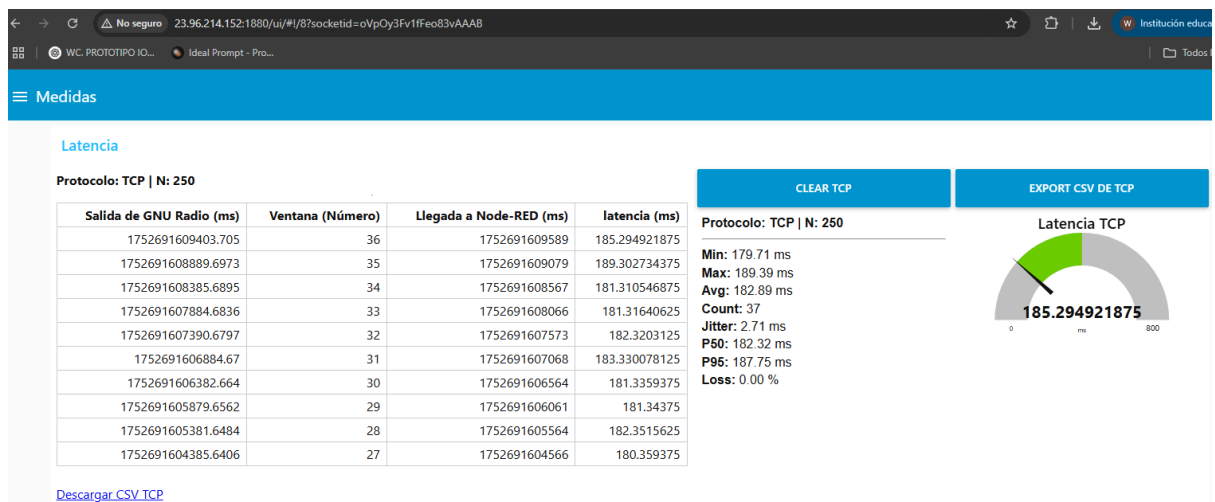 No seguro 23.96.214.152:1880/ui/#!/8?socketid=oVpOy3Fv1fFeo83vAAAB
W Institución educa
WC. PROTOTIPO IO... Ideal Prompt - Pro... Todos
Medidas
Latencia
Protocolo: TCP | N: 250
Salida de GNU Radio (ms) Ventana (Número) Llegada a Node-RED (ms) latencia (ms)
1752691609403.705 36 1752691609589 185.294921875
1752691608889.6973 35 1752691609079 189.302734375
1752691608385.6895 34 1752691608567 181.310546875
1752691607884.6836 33 1752691608066 181.31640625
1752691607390.6797 32 1752691607573 182.3203125
1752691606884.67 31 1752691607068 183.330078125
1752691606382.664 30 1752691606564 181.3359375
1752691605879.6562 29 1752691606061 181.34375
1752691605381.6484 28 1752691605564 182.3515625
1752691604385.6406 27 1752691604566 180.359375
Descargar CSV TCP
CLEAR TCP
EXPORT CSV DE TCP
Protocolo: TCP | N: 250
Min: 179.71 ms
Max: 189.39 ms
Avg: 182.89 ms
Count: 37
Jitter: 2.71 ms
P50: 182.32 ms
P95: 187.75 ms
Loss: 0.00 %
Latencia TCP
185.294921875
0 ms 800